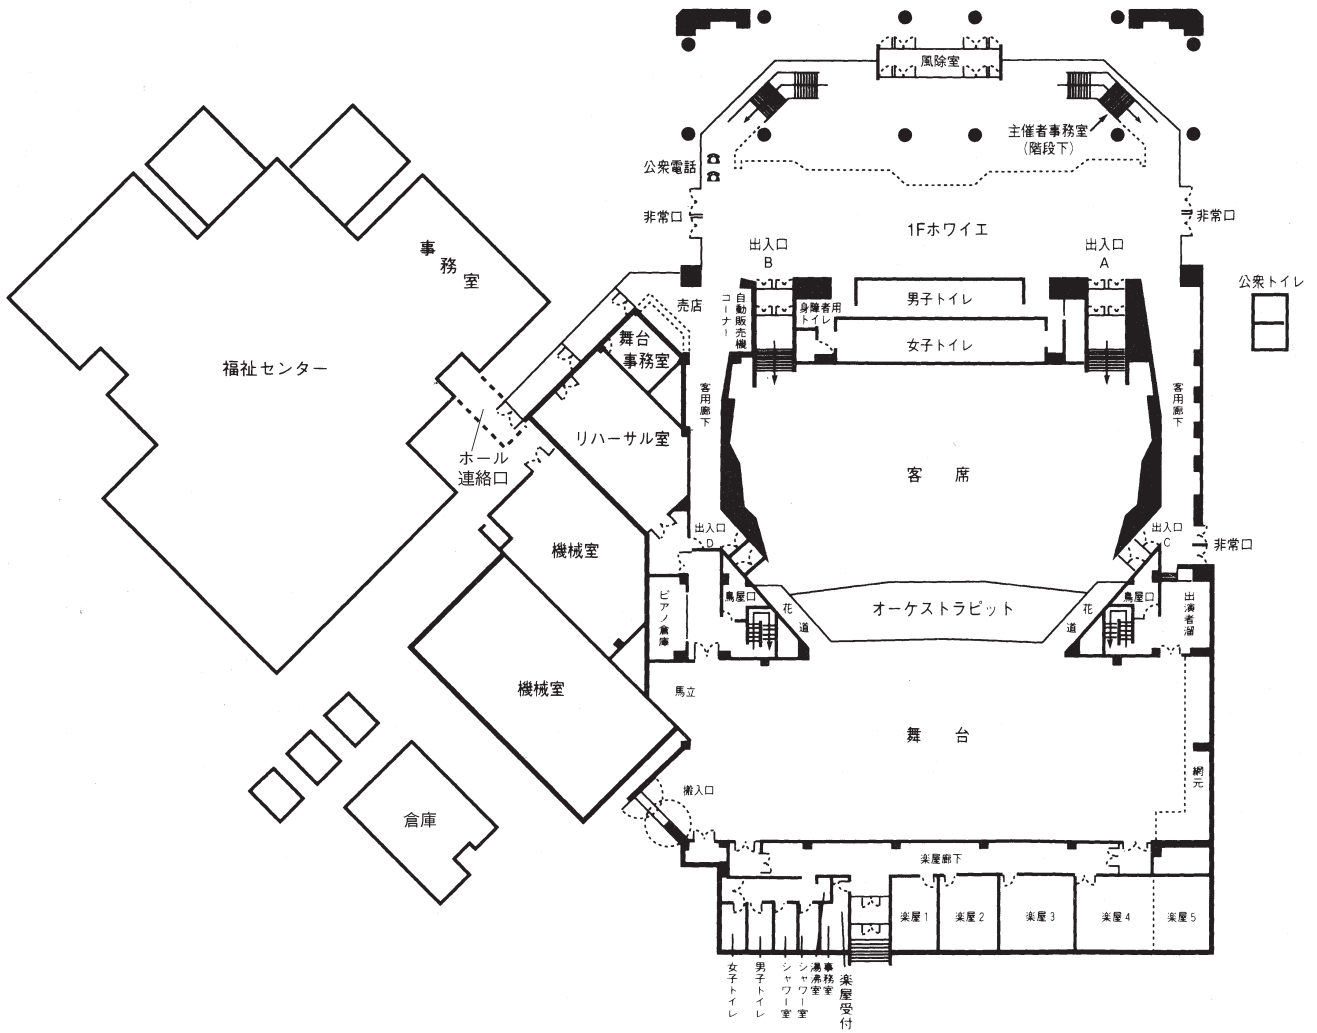 風除室
主催者事務室
(階段下)
公衆電話
非常口
非常口
1Fホワイエ
出入口
B
出入口
A
公衆トイレ
事務室
売店
自動販売機
コーナー
身障者用
トイレ
男子トイレ
女子トイレ
舞台
事務室
福祉センター
客用廊下
客用廊下
リハーサル室
ホール
連絡口
客席
出入口
D
出入口
C
非常口
機械室
ピアノ倉庫
鳥屋口
花道
オーケストラピット
花道
鳥屋口
出演者溜
機械室
馬立
舞台
網元
搬入口
倉庫
楽屋廊下
楽屋1
楽屋2
楽屋3
楽屋4
楽屋5
女子トイレ
男子トイレ
シャワー室
シャワー室
湯沸室
事務室
楽屋受付